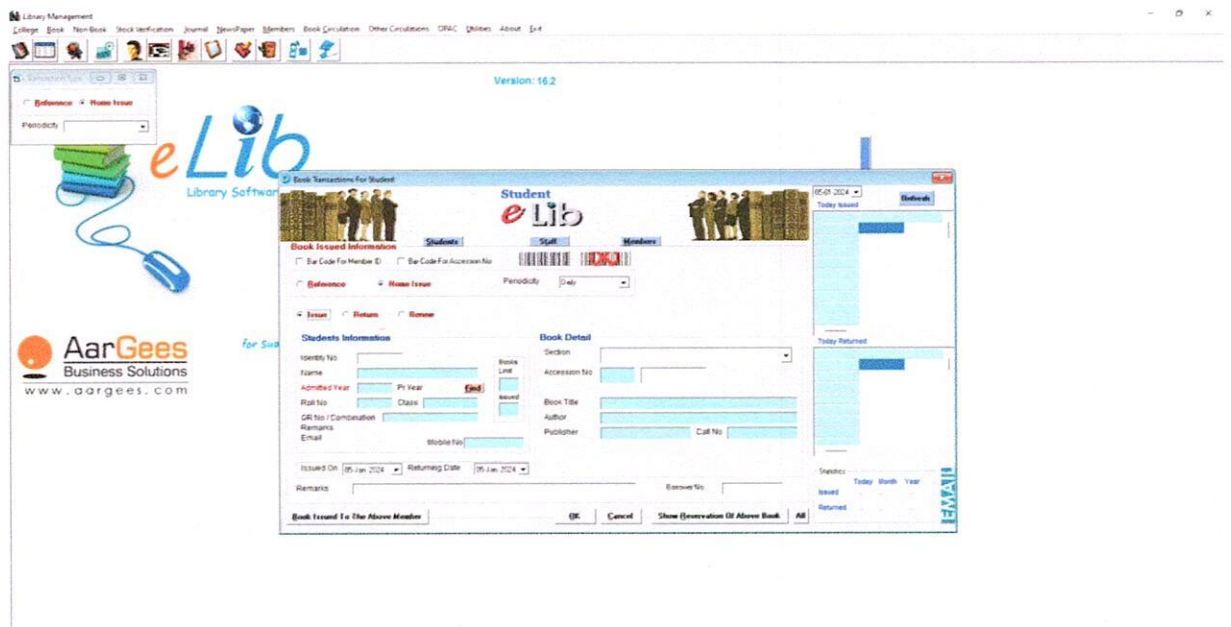 Library Management
College Book Non-Book Stock Verification Journal NewsPaper Members Book Circulation Other Circulations OPAC Utilities About Exit
Version: 16.2
Reference Home Issue
Periodicity
eLib
Library Software
AarGees
Business Solutions
www.aargees.com
Book Transactions For Student
Student
eLib
Students Staff Members
Book Issued Information
Bar Code For Member ID Bar Code For Accession No
Reference Home Issue Periodicity Daily
Issue Return Renew
Students Information
Identity No
Name
Admitted Year Pr.Year Find
Roll No Class
GR No / Combination
Remarks
Email
Mobile No
Books
Limit
Issued
Book Detail
Section
Accession No
Book Title
Author
Publisher Call No
Issued On 05-Jan-2024 Returning Date 05-Jan-2024
Remarks Borrower No
Book Issued To The Above Member OK Cancel Show Reservation Of Above Book All
05-01-2024 Refresh
Today Issued
Today Returned
Statistics
Today Month Year
Issued
Returned
EMAIL